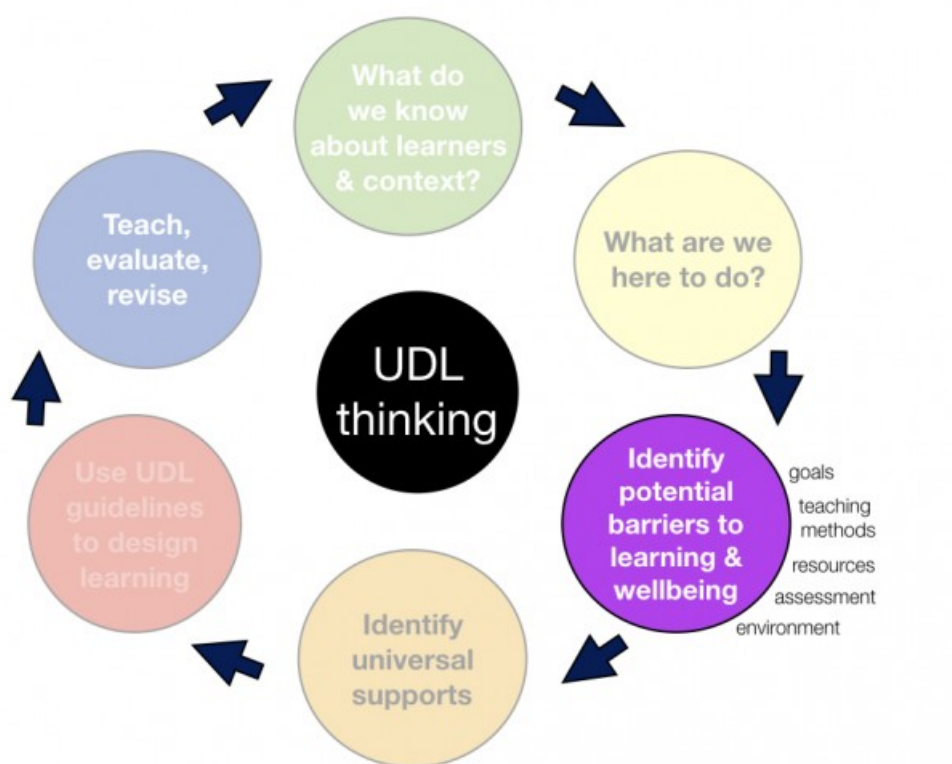 What do
we know
about learners
& context?
What are we
here to do?
Identify
potential
barriers to
learning &
wellbeing
goals
teaching
methods
resources
assessment
environment
Identify
universal
supports
Use UDL
guidelines
to design
learning
Teach,
evaluate,
revise
UDL
thinking